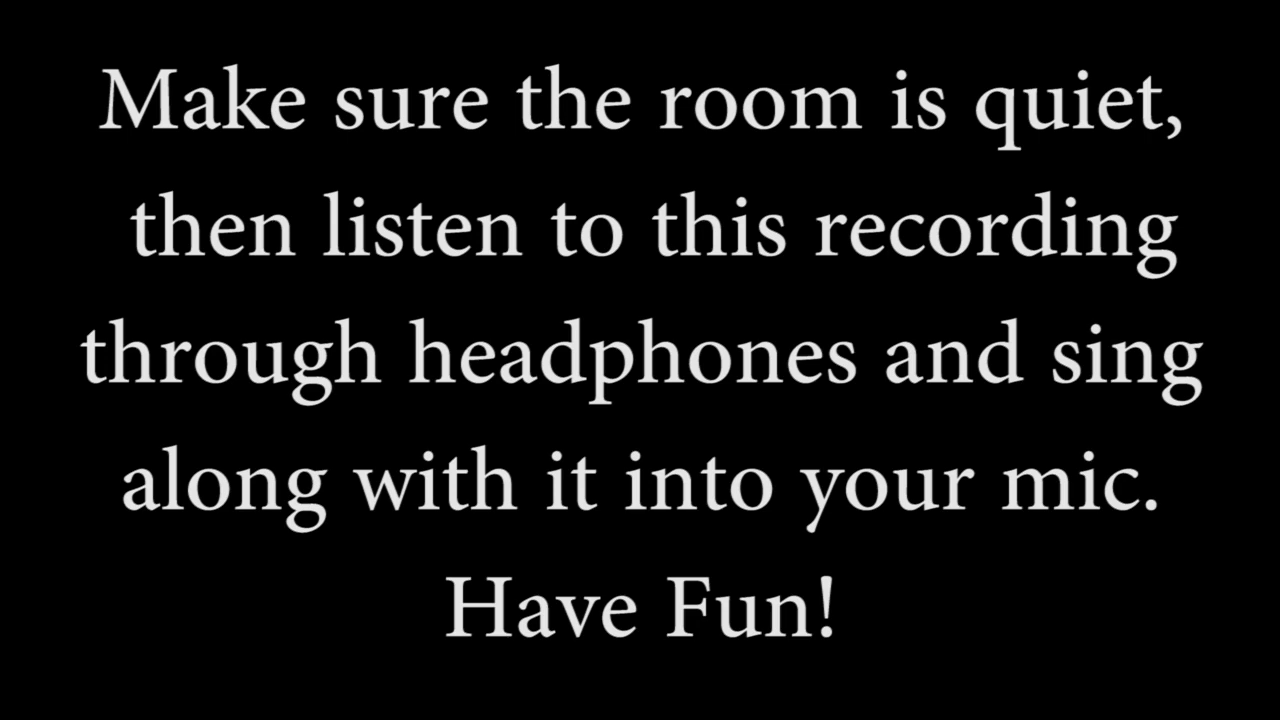 Make sure the room is quiet,
then listen to this recording
through headphones and sing
along with it into your mic.
Have Fun!